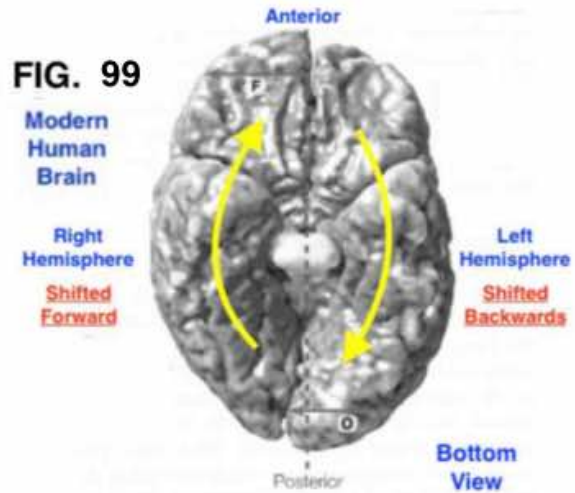 Anterior
FIG. 99
Modern
Human
Brain
F
Right
Hemisphere
Shifted
Forward
Left
Hemisphere
Shifted
Backwards
O
Posterior
Bottom
View